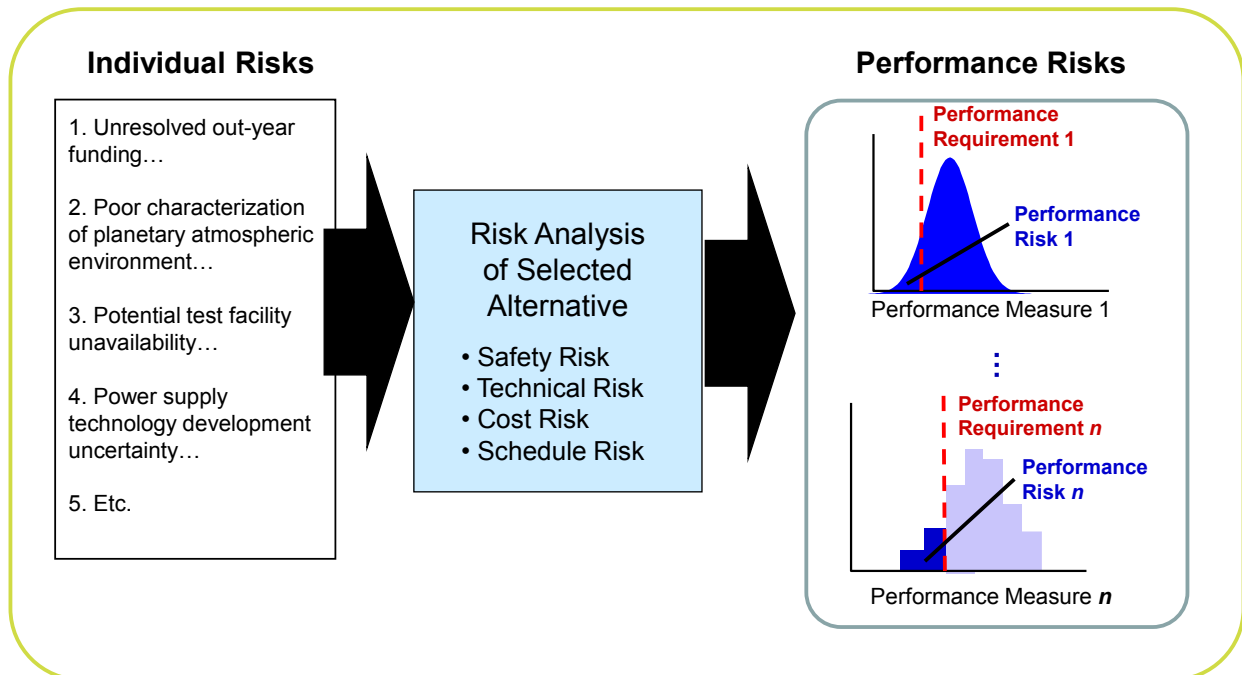 Individual Risks
1. Unresolved out-year
funding…
2. Poor characterization
of planetary atmospheric
environment…
3. Potential test facility
unavailability…
4. Power supply
technology development
uncertainty…
5. Etc.
Risk Analysis
of Selected
Alternative
• Safety Risk
• Technical Risk
• Cost Risk
• Schedule Risk
Performance Risks
Performance
Requirement 1
Performance
Risk 1
Performance Measure 1
Performance
Requirement n
Performance
Risk n
Performance Measure n